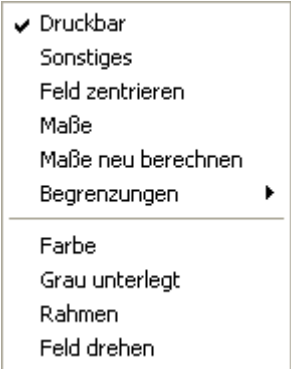 Druckbar
Sonstiges
Feld zentrieren
Maße
Maße neu berechnen
Begrenzungen
Farbe
Grau unterlegt
Rahmen
Feld drehen